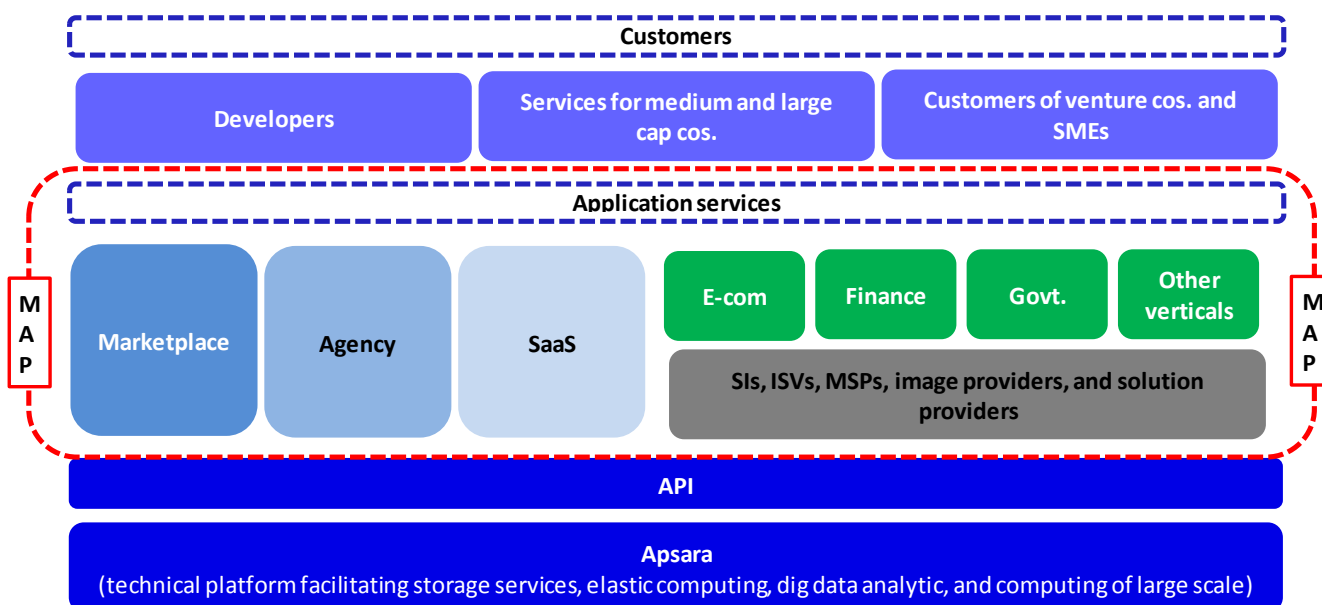 Customers
Developers
Services for medium and large
cap cos.
Customers of venture cos. and
SMEs
Application services
M
A
P
Marketplace
Agency
SaaS
E-com
Finance
Govt.
Other
verticals
M
A
P
SIs, ISVs, MSPs, image providers, and solution
providers
API
Apsara
(technical platform facilitating storage services, elastic computing, dig data analytic, and computing of large scale)